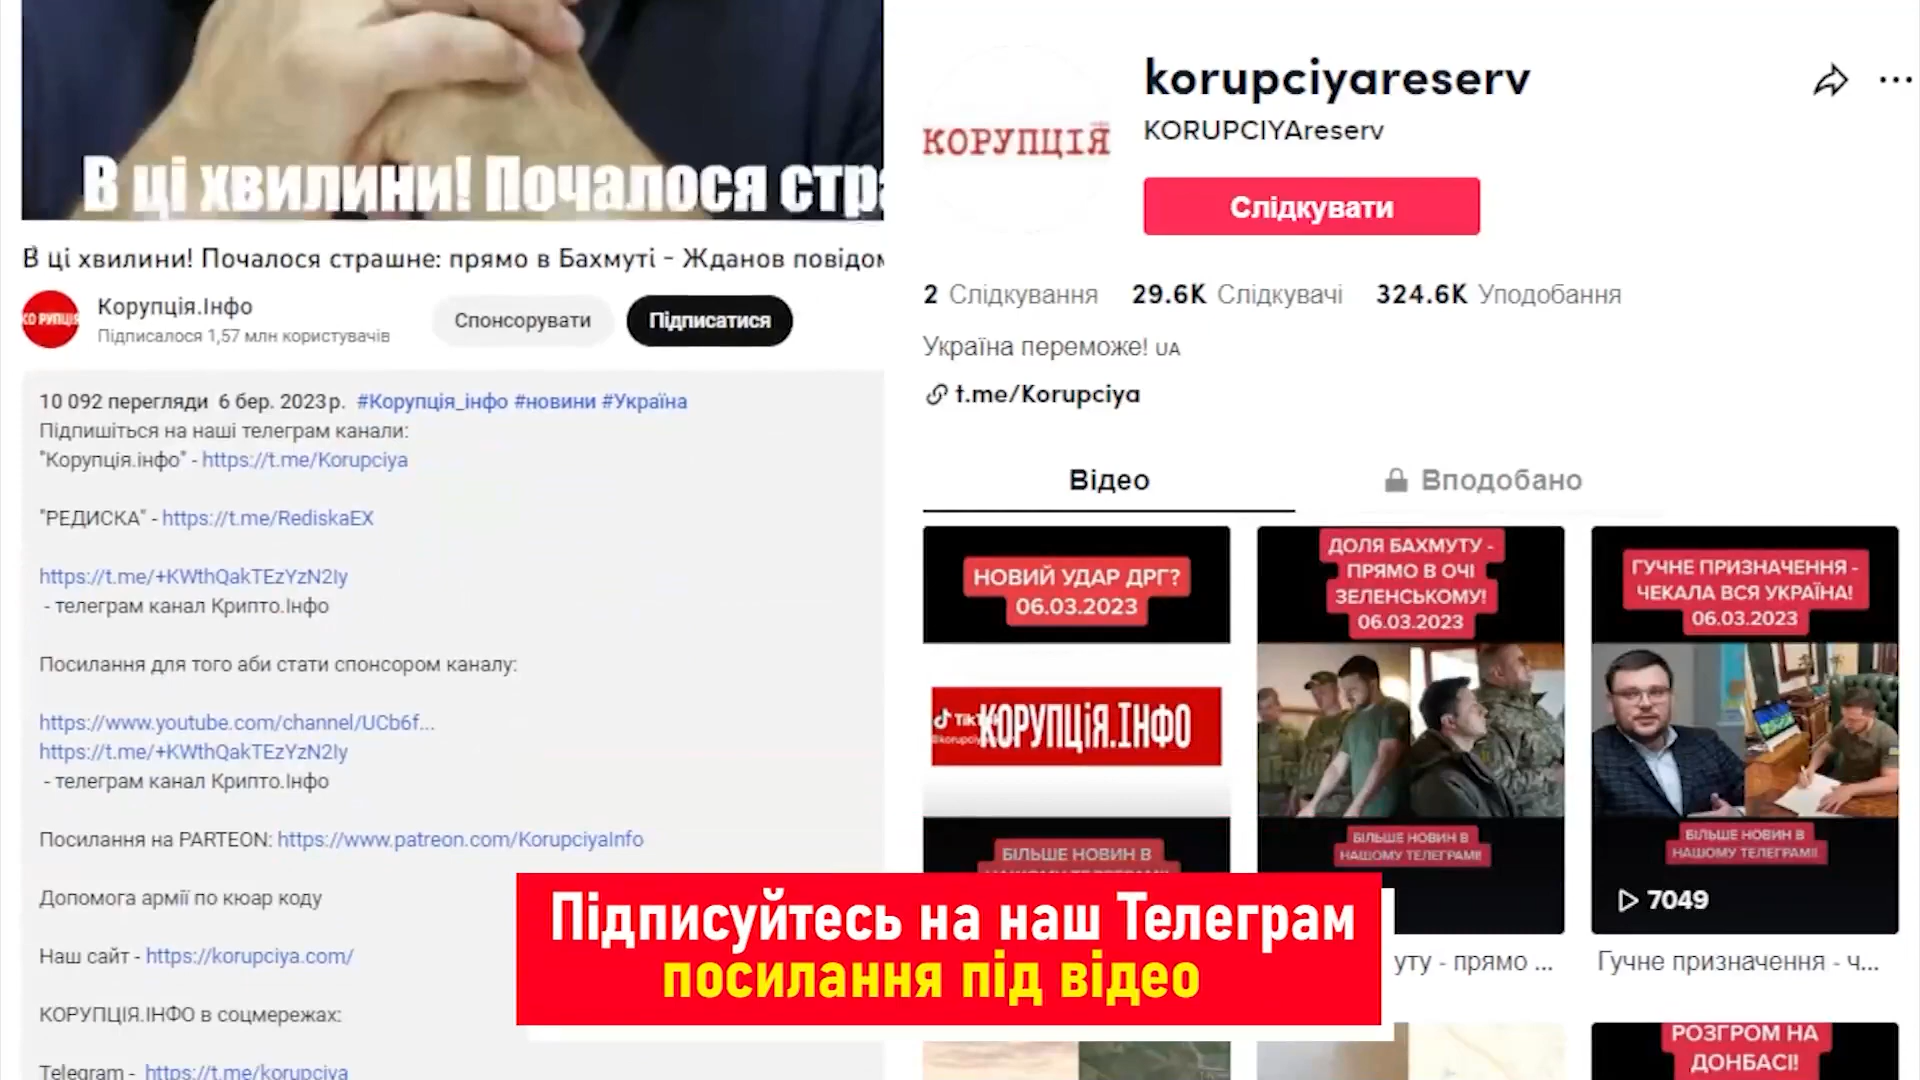 В ці хвилини! Почалося
В ці хвилини! Почалося страшне: прямо в Бахмуті - Жданов
КО РУПЦІЯ
Корупція.Інфо
Підписалося 1,57 млн користувачів
Спонсорувати
Підписатися
10 092 перегляди 6 бер. 2023 р. #Корупція_інфо #новини #Україна
Підпишіться на наші телеграм канали:
"Корупція.інфо" - https://t.me/Korupciya
"РЕДИСКА" - https://t.me/RediskaEX
https://t.me/+KWthQakTEzYzN2Iy
- телеграм канал Крипто.Інфо
Посилання для того аби стати спонсором каналу:
https://www.youtube.com/channel/UCb6f...
https://t.me/+KWthQakTEzYzN2Iy
- телеграм канал Крипто.Інфо
Посилання на PARTEON: https://www.patreon.com/KorupciyaInfo
Допомога армії по кюар коду
Наш сайт - https://korupciya.com/
КОРУПЦІЯ.ІНФО в соцмережах:
Telegram - https://t.me/korupciya
КОРУПЦІЯ
korupciyareserv
KORUPCIYAreserv
Слідкувати
2 Слідкування 29.6K Слідкувачі 324.6K Уподобання
Україна переможе! UA
t.me/Korupciya
Відео
Вподобано
НОВИЙ УДАР ДРГ?
06.03.2023
КОРУПЦіЯ.ІНФО
БІЛЬШЕ НОВИН В
ДОЛЯ БАХМУТУ -
ПРЯМО В ОЧІ
ЗЕЛЕНСЬКОМУ!
06.03.2023
БІЛЬШЕ НОВИН В
НАШОМУ ТЕЛЕГРАМІ!
уту - прямо ...
ГУЧНЕ ПРИЗНАЧЕННЯ -
ЧЕКАЛА ВСЯ УКРАЇНА!
06.03.2023
БІЛЬШЕ НОВИН В
НАШОМУ ТЕЛЕГРАМІ!
7049
Гучне призначення - ч...
РОЗГРОМ НА
ДОНБАСІ!
Підписуйтесь на наш Телеграм
посилання під відео